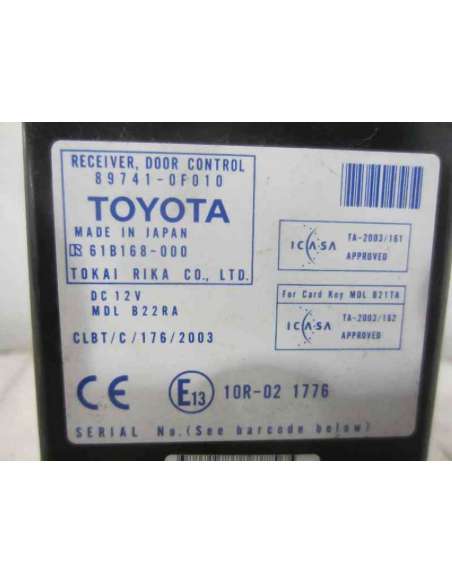 RECEIVER, DOOR CONTROL
89741-0F010
TOYOTA
MADE IN JAPAN
61B168-000
TOKAI RIKA CO., LTD.
DC 12V
MDL B22RA
CLBT/C/176/2003
ICASA TA-2003/161
APPROVED
For Card Key MDL B21TA
ICASA TA-2003/162
APPROVED
CE E13 10R-02 1776
SERIAL No.(See barcode below)